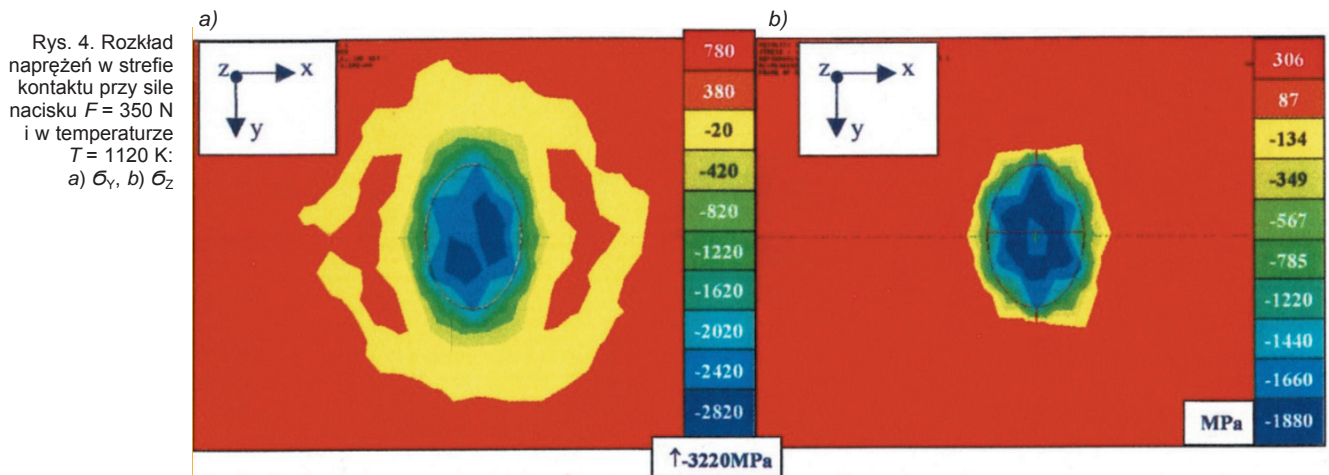 Rys. 4. Rozkład
naprężeń w strefie
kontaktu przy sile
nacisku F = 350 N
i w temperaturze
T = 1120 K:
a) σY, b) σZ
a)
z
x
y
780
380
-20
-420
-820
-1220
-1620
-2020
-2420
-2820
↑-3220MPa
b)
z
x
y
306
87
-134
-349
-567
-785
-1220
-1440
-1660
-1880
MPa